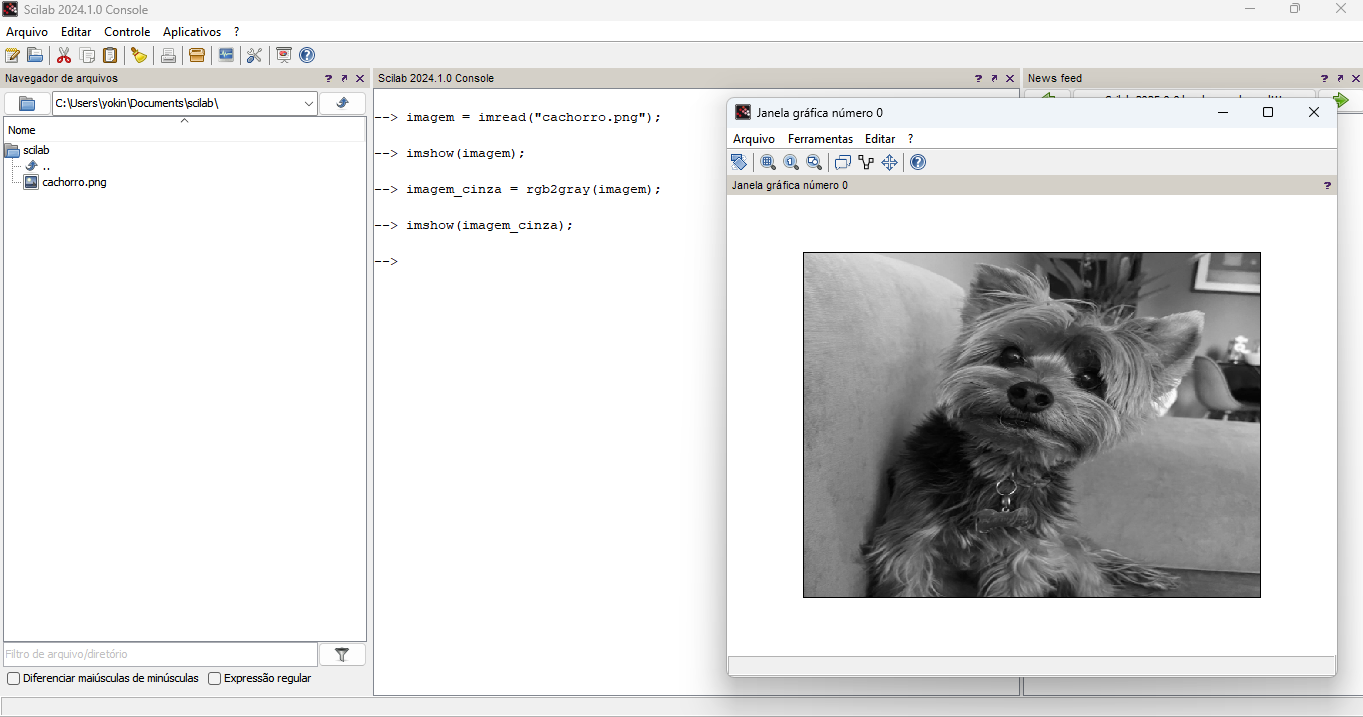 Scilab 2024.1.0 Console
Arquivo Editar Controle Aplicativos ?
Navegador de arquivos
C:\Users\yokin\Documents\scilab\
Nome
scilab
..
cachorro.png
Filtro de arquivo/diretório
Diferenciar maiúsculas de minúsculas
Expressão regular
Scilab 2024.1.0 Console
--> imagem = imread("cachorro.png");
--> imshow(imagem);
--> imagem_cinza = rgb2gray(imagem);
--> imshow(imagem_cinza);
-->
News feed
Janela gráfica número 0
Arquivo Ferramentas Editar ?
Janela gráfica número 0